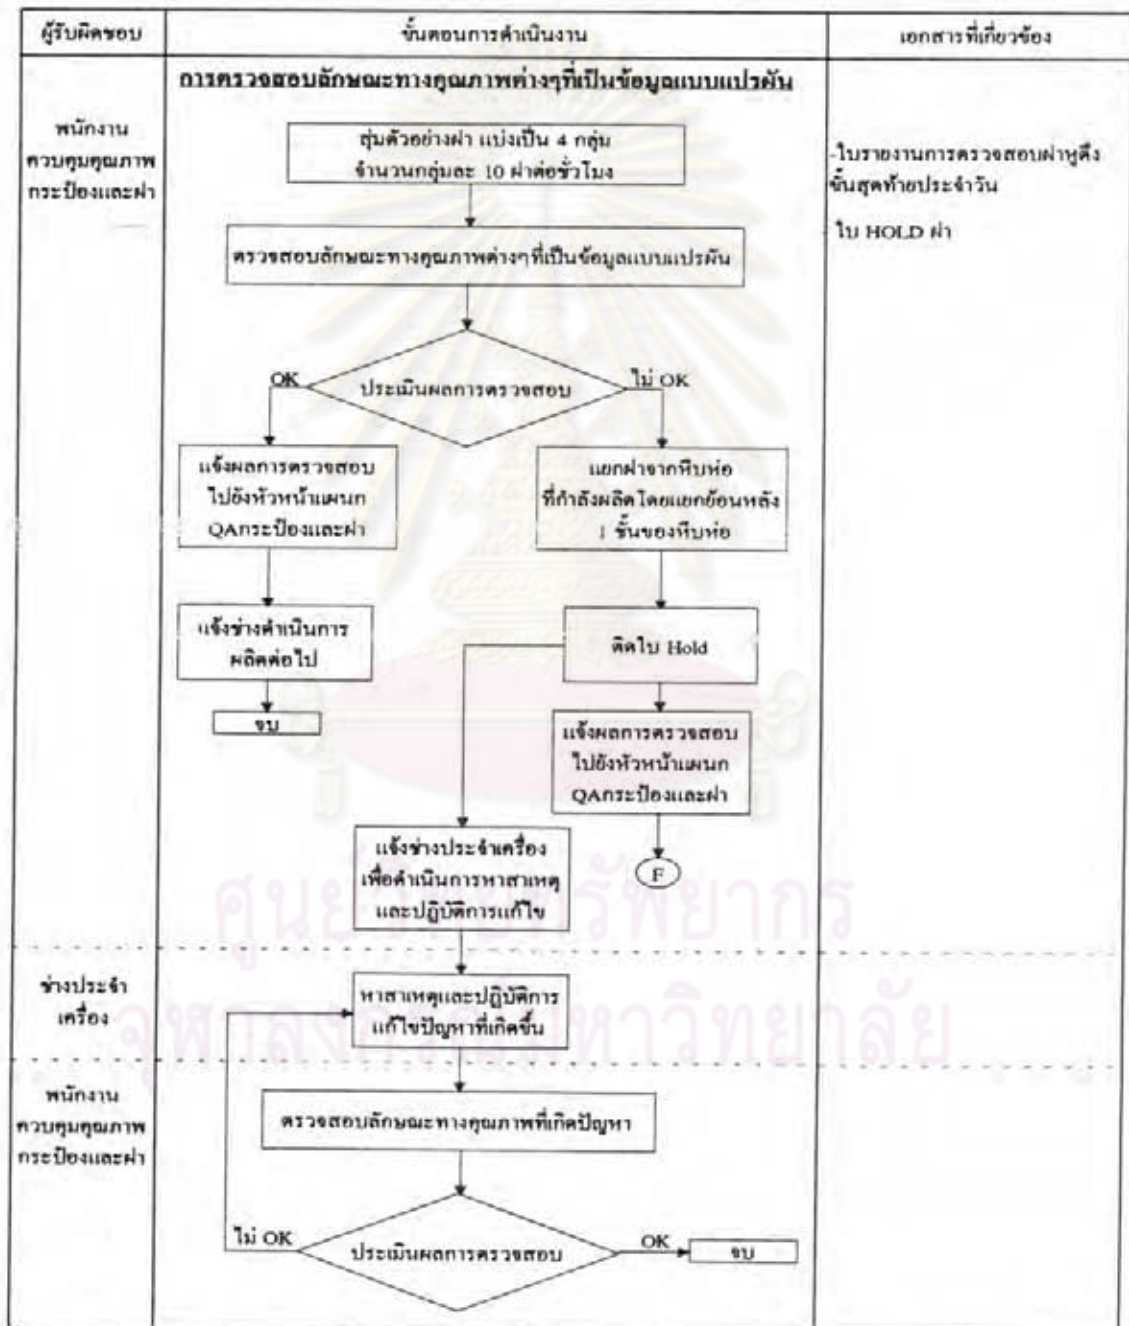 ผู้รับผิดชอบ
ขั้นตอนการดำเนินงาน
เอกสารที่เกี่ยวข้อง
การตรวจสอบลักษณะทางคุณภาพต่างๆที่เป็นข้อมูลแบบแปรผัน
พนักงาน
ควบคุมคุณภาพ
กระป๋องและฝา
สุ่มตัวอย่างฝา แบ่งเป็น 4 กลุ่ม
จำนวนกลุ่มละ 10 ฝาต่อชั่วโมง
-ใบรายงานการตรวจสอบฝาหูดึง
ขั้นสุดท้ายประจำวัน
ใบ HOLD ฝา
ตรวจสอบลักษณะทางคุณภาพต่างๆที่เป็นข้อมูลแบบแปรผัน
ประเมินผลการตรวจสอบ
OK
ไม่ OK
แจ้งผลการตรวจสอบ
ไปยังหัวหน้าแผนก
QAกระป๋องและฝา
แยกฝาจากหีบห่อ
ที่กำลังผลิตโดยแยกย้อนหลัง
1 ชั้นของหีบห่อ
แจ้งช่างดำเนินการ
ผลิตต่อไป
ติดใบ Hold
จบ
แจ้งผลการตรวจสอบ
ไปยังหัวหน้าแผนก
QAกระป๋องและฝา
แจ้งช่างประจำเครื่อง
เพื่อดำเนินการหาสาเหตุ
และปฏิบัติการแก้ไข
F
ศูนย์วิทยทรัพยากร
จุฬาลงกรณ์มหาวิทยาลัย
ช่างประจำ
เครื่อง
หาสาเหตุและปฏิบัติการ
แก้ไขปัญหาที่เกิดขึ้น
พนักงาน
ควบคุมคุณภาพ
กระป๋องและฝา
ตรวจสอบลักษณะทางคุณภาพที่เกิดปัญหา
ไม่ OK
ประเมินผลการตรวจสอบ
OK
จบ